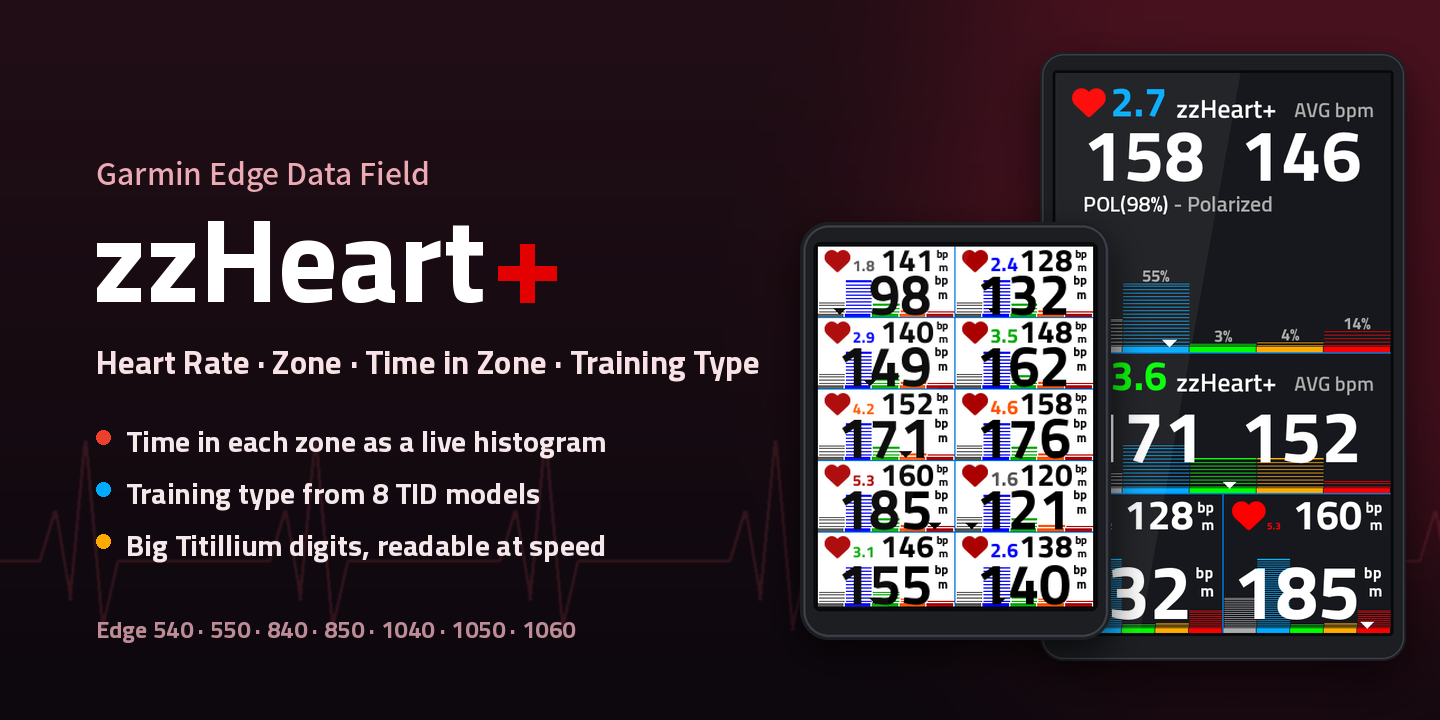 Garmin Edge Data Field
zzHeart+
Heart Rate · Zone · Time in Zone · Training Type
Time in each zone as a live histogram
Training type from 8 TID models
Big Titillium digits, readable at speed
Edge 540 · 550 · 840 · 850 · 1040 · 1050 · 1060
1.8 141 bpm 2.4 128 bpm
98 bpm 132 bpm
2.9 140 bpm 3.5 148 bpm
149 bpm 162 bpm
4.2 152 bpm 4.6 158 bpm
171 bpm 176 bpm
5.3 160 bpm 1.6 120 bpm
185 bpm 121 bpm
3.1 146 bpm 2.6 138 bpm
155 bpm 140 bpm
2.7 zzHeart+ AVG bpm
158 146
POL(98%) - Polarized
55% 3% 4% 14%
3.6 zzHeart+ AVG bpm
71 152
128 bpm 5.3 160 bpm
32 bpm 185 bpm